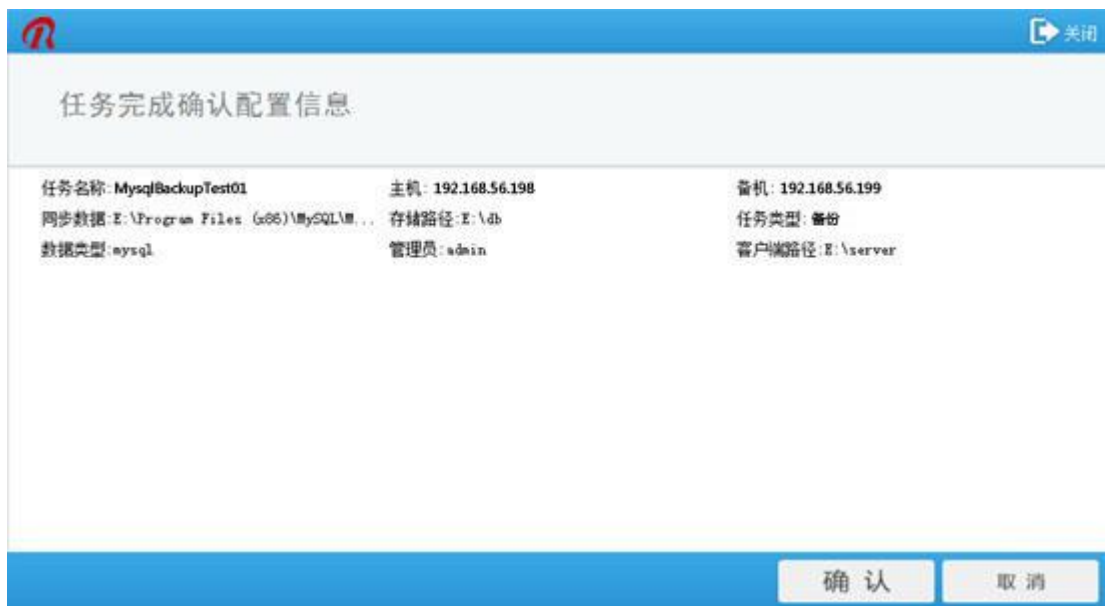 关闭
任务完成确认配置信息
任务名称: MysqlBackupTest01 主机: 192.168.56.198 备机: 192.168.56.199
同步数据:E:\Program Files (x86)\MySQL\M... 存储路径:E:\db 任务类型: 备份
数据类型:mysql 管理员:admin 客户端路径:E:\server
确 认 取 消